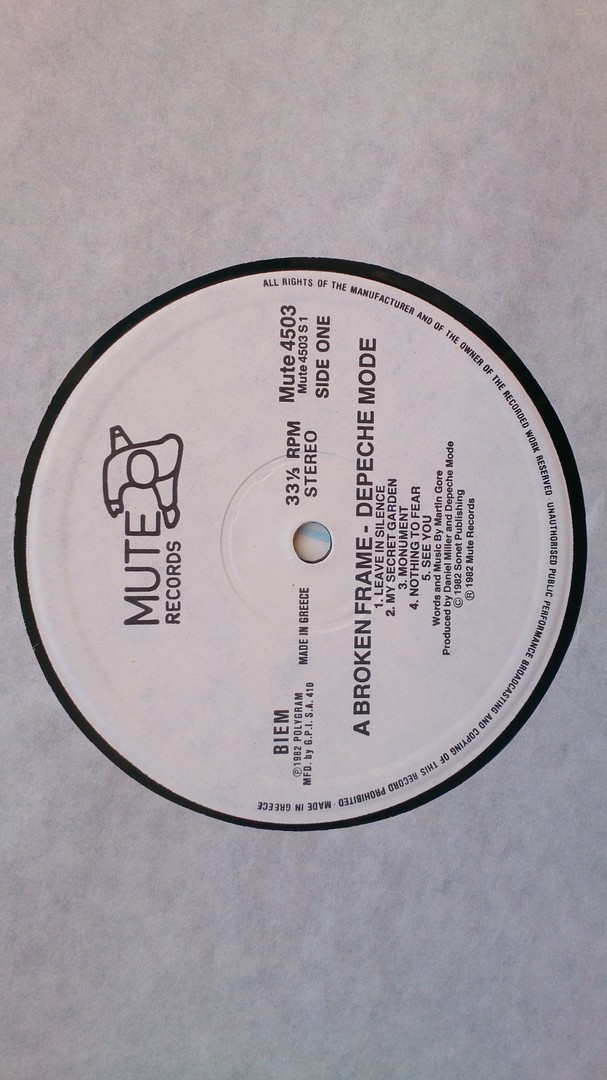 MUTE
RECORDS
BIEM
℗1982 POLYGRAM
MFD. by G.P.I. S.A. 410
MADE IN GREECE
33⅓ RPM
STEREO
Mute 4503
Mute 4503 S1
SIDE ONE
A BROKEN FRAME - DEPECHE MODE
1. LEAVE IN SILENCE
2. MY SECRET GARDEN
3. MONUMENT
4. NOTHING TO FEAR
5. SEE YOU
Words and Music By Martin Gore
Produced by Daniel Miller and Depeche Mode
© 1982 Sonet Publishing
℗ 1982 Mute Records
ALL RIGHTS OF THE MANUFACTURER AND OF THE OWNER OF THE RECORDED WORK RESERVED UNAUTHORISED PUBLIC PERFORMANCE BROADCASTING AND COPYING OF THIS RECORD PROHIBITED · MADE IN GREECE